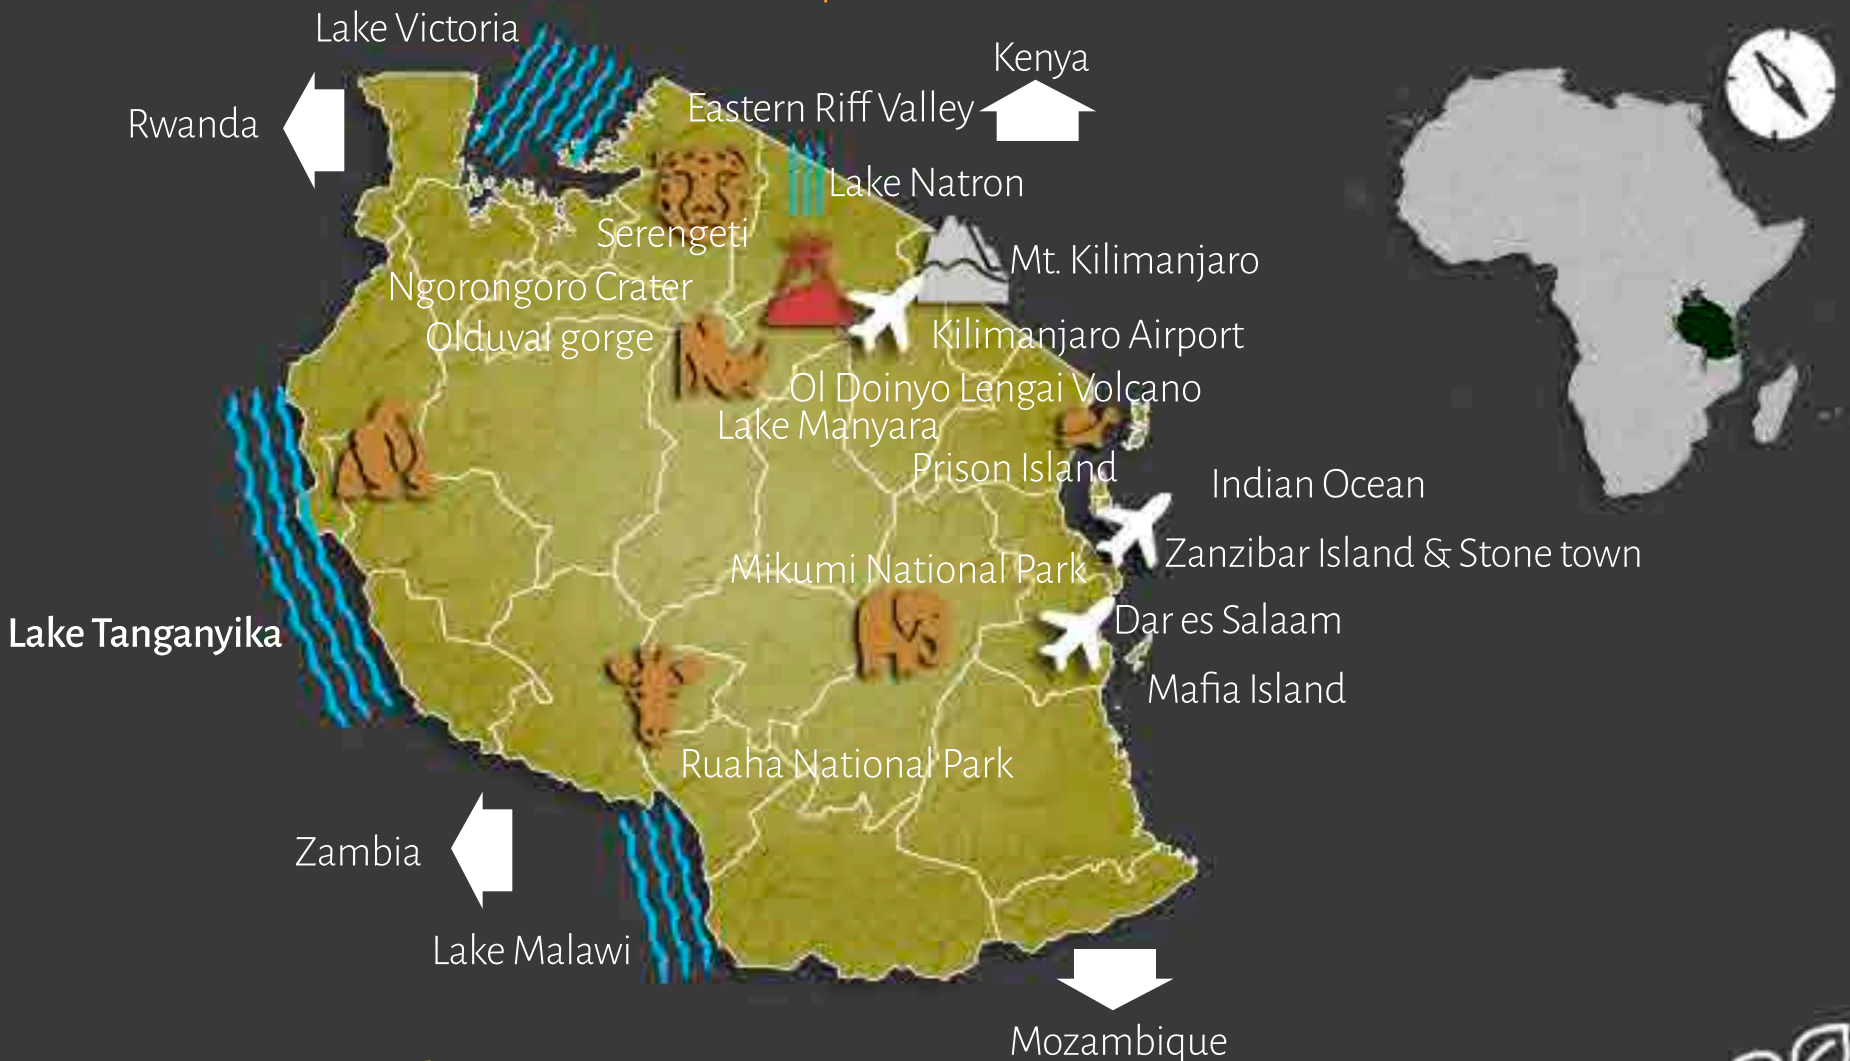 Lake Victoria
Kenya
Eastern Riff Valley
Rwanda
Lake Natron
Serengeti
Mt. Kilimanjaro
Ngorongoro Crater
Olduvai gorge
Kilimanjaro Airport
Ol Doinyo Lengai Volcano
Lake Manyara
Prison Island
Indian Ocean
Zanzibar Island & Stone town
Mikumi National Park
Dar es Salaam
Lake Tanganyika
Mafia Island
Ruaha National Park
Zambia
Lake Malawi
Mozambique